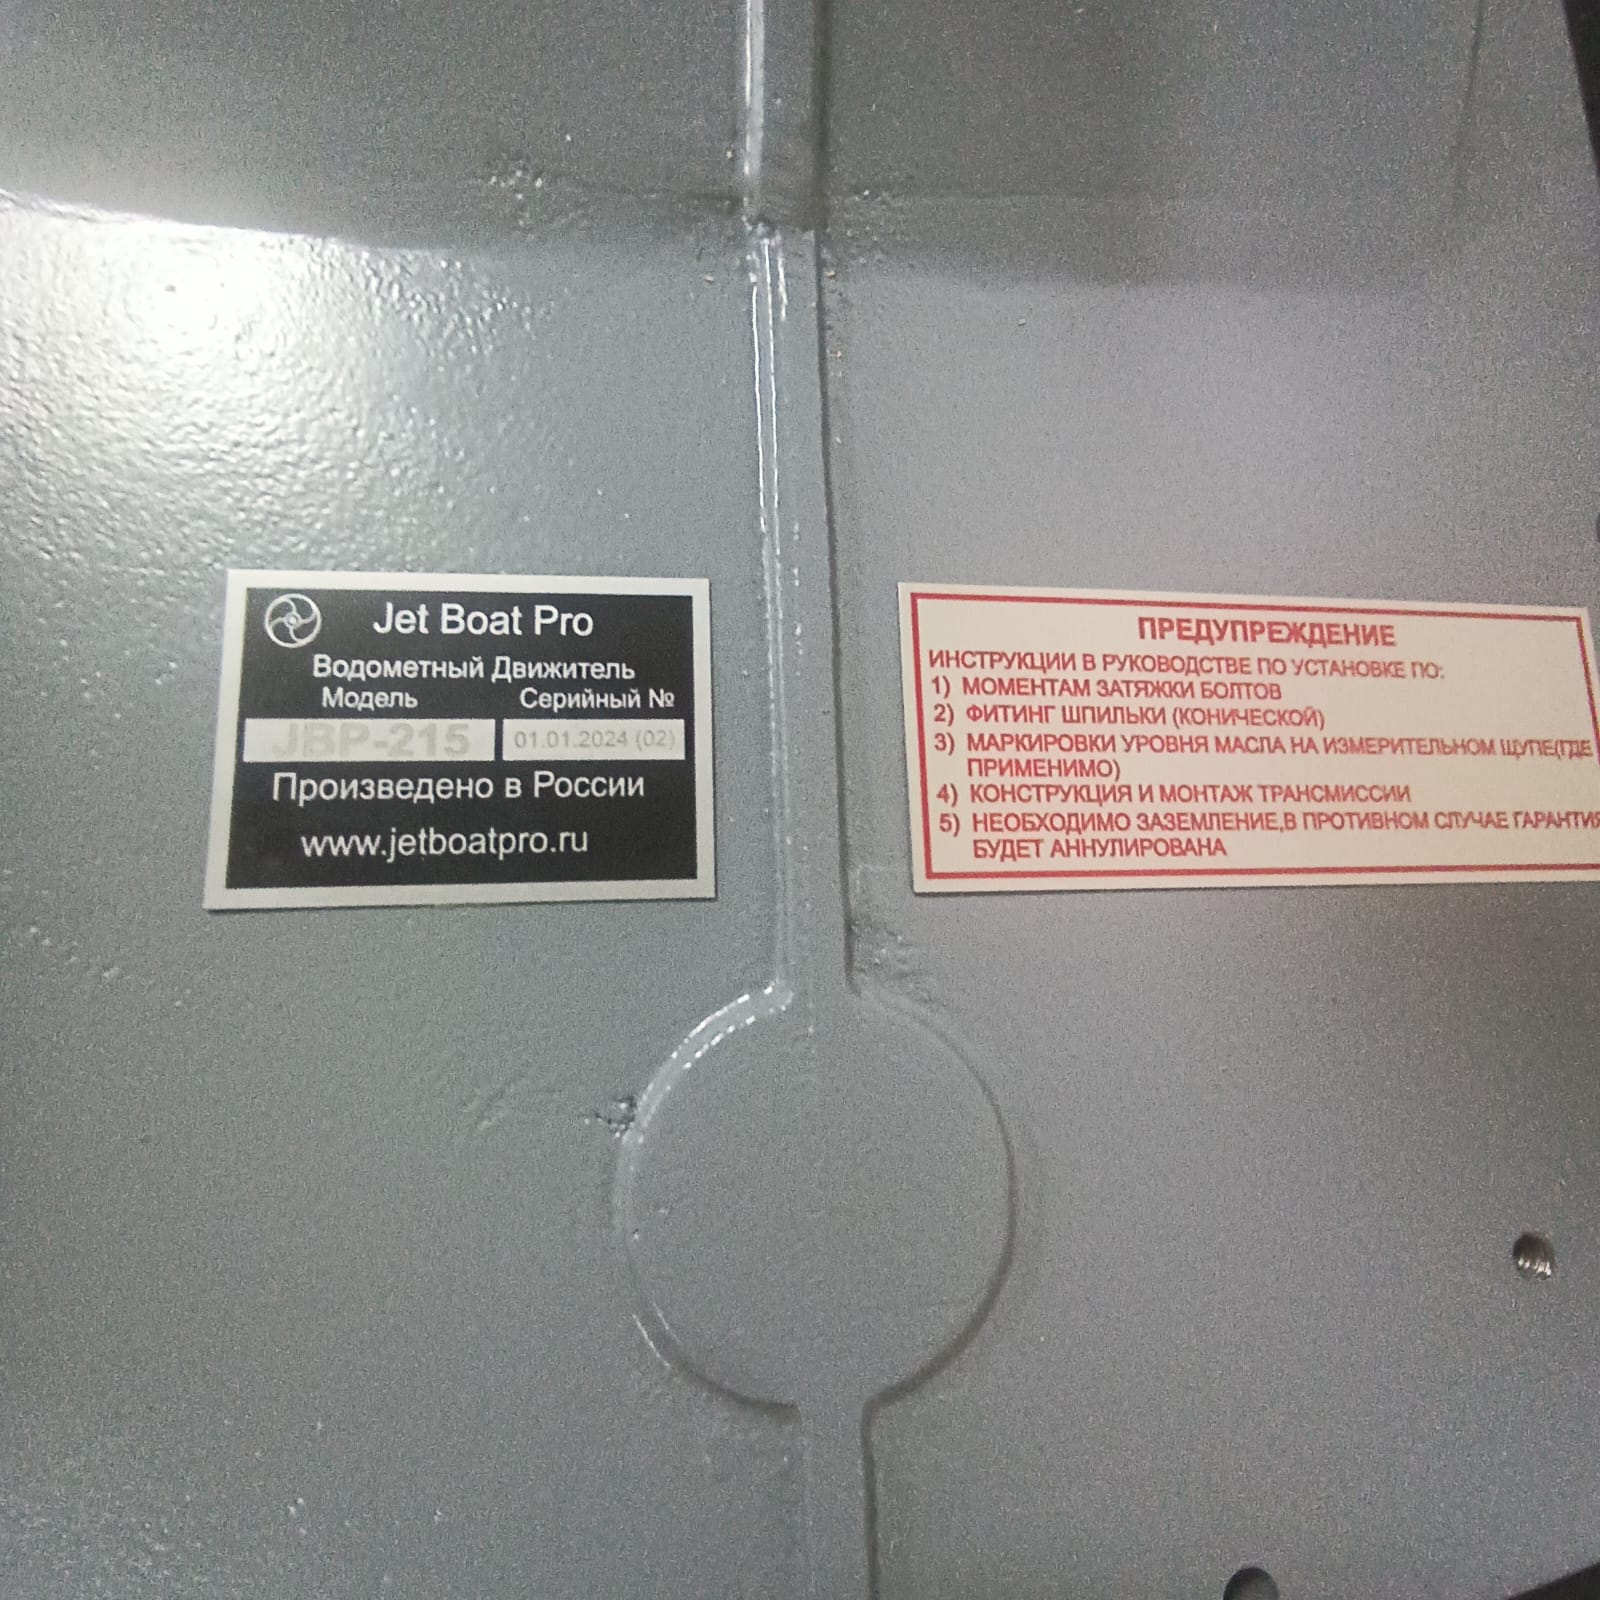 Jet Boat Pro
Водометный Движитель
Модель Серийный №
JBP-215 01.01.2024 (02)
Произведено в России
www.jetboatpro.ru
ПРЕДУПРЕЖДЕНИЕ
ИНСТРУКЦИИ В РУКОВОДСТВЕ ПО УСТАНОВКЕ ПО:
1) МОМЕНТАМ ЗАТЯЖКИ БОЛТОВ
2) ФИТИНГ ШПИЛЬКИ (КОНИЧЕСКОЙ)
3) МАРКИРОВКИ УРОВНЯ МАСЛА НА ИЗМЕРИТЕЛЬНОМ ЩУПЕ(ГДЕ
ПРИМЕНИМО)
4) КОНСТРУКЦИЯ И МОНТАЖ ТРАНСМИССИИ
5) НЕОБХОДИМО ЗАЗЕМЛЕНИЕ,В ПРОТИВНОМ СЛУЧАЕ ГАРАНТИЯ
БУДЕТ АННУЛИРОВАНА